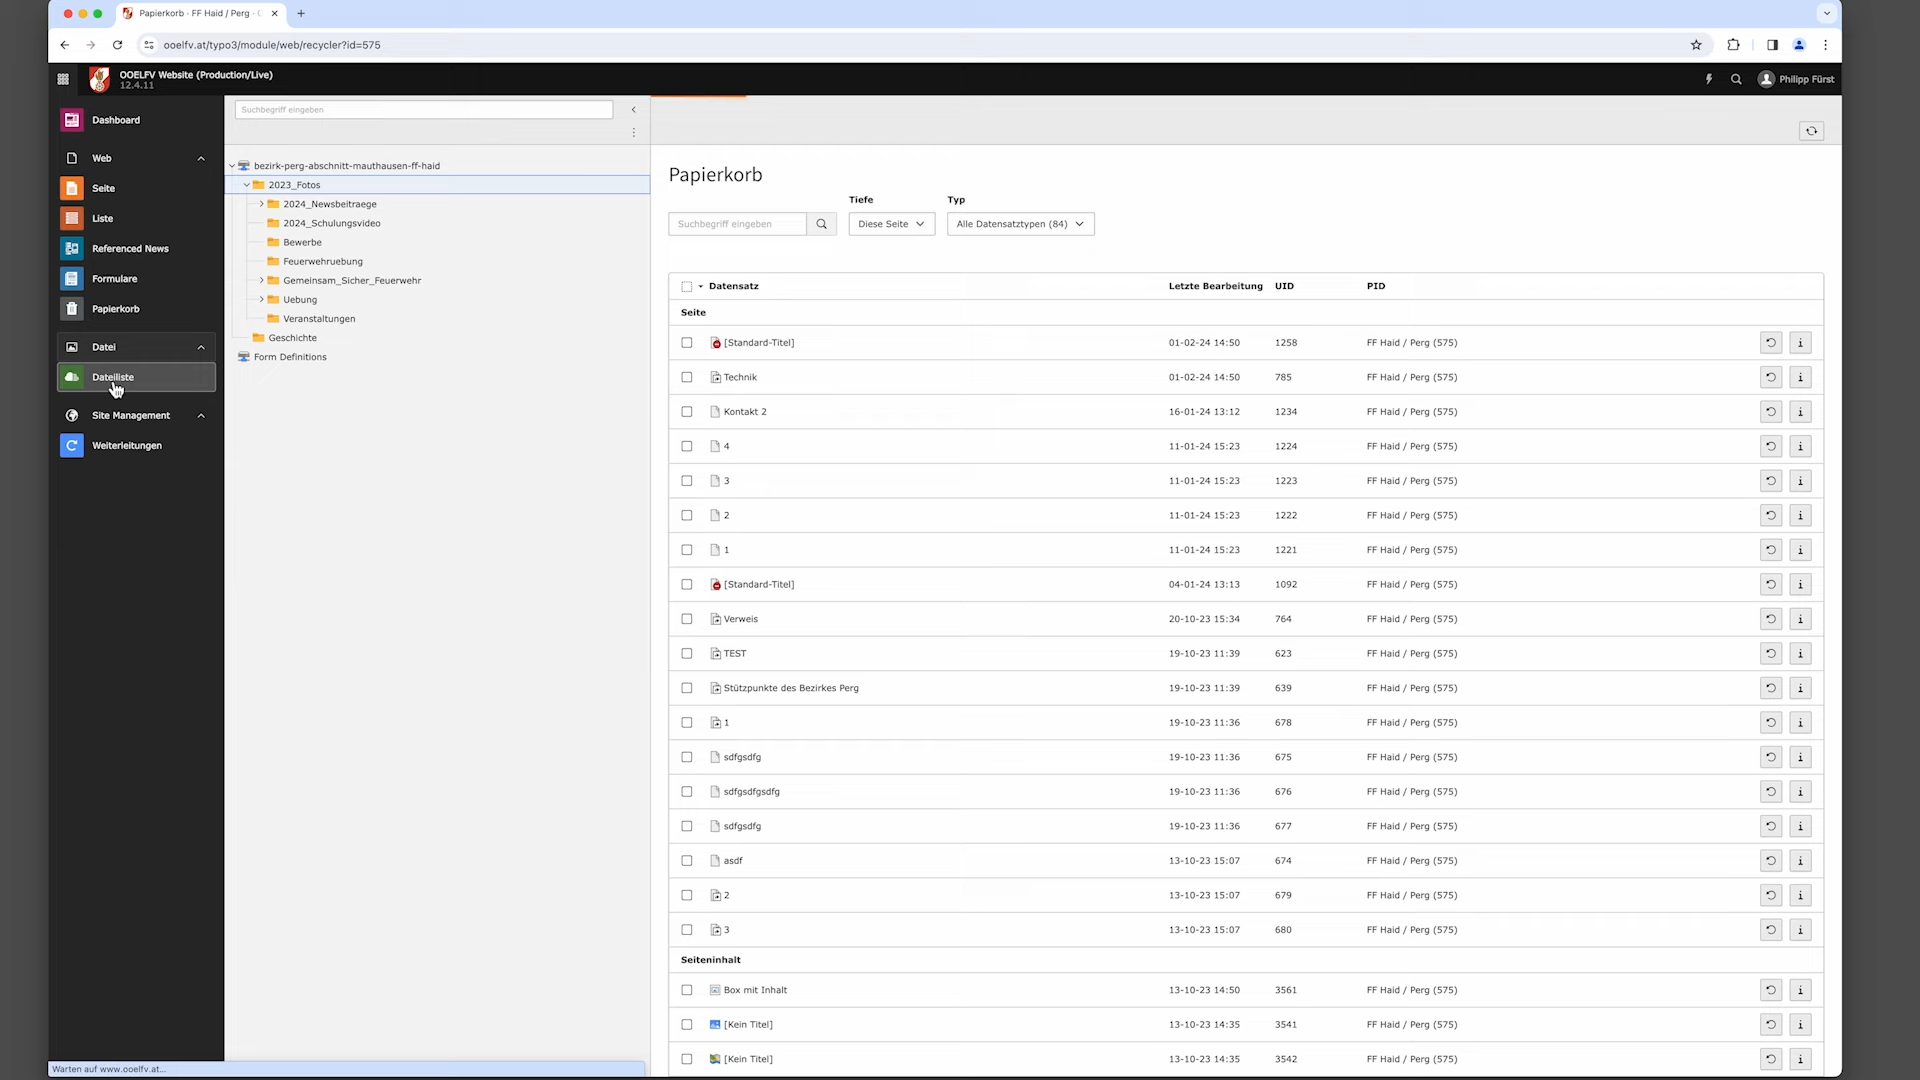 Papierkorb · FF Haid / Perg ·
ooelfv.at/typo3/module/web/recycler?id=575
OOELFV Website (Production/Live)
12.4.11
Philipp Fürst
Dashboard
Web
Seite
Liste
Referenced News
Formulare
Papierkorb
Datei
Dateiliste
Site Management
Weiterleitungen
Suchbegriff eingeben
bezirk-perg-abschnitt-mauthausen-ff-haid
2023_Fotos
2024_Newsbeitraege
2024_Schulungsvideo
Bewerbe
Feuerwehruebung
Gemeinsam_Sicher_Feuerwehr
Uebung
Veranstaltungen
Geschichte
Form Definitions
Papierkorb
Tiefe Typ
Suchbegriff eingeben Diese Seite Alle Datensatztypen (84)
Datensatz Letzte Bearbeitung UID PID
Seite
[Standard-Titel] 01-02-24 14:50 1258 FF Haid / Perg (575)
Technik 01-02-24 14:50 785 FF Haid / Perg (575)
Kontakt 2 16-01-24 13:12 1234 FF Haid / Perg (575)
4 11-01-24 15:23 1224 FF Haid / Perg (575)
3 11-01-24 15:23 1223 FF Haid / Perg (575)
2 11-01-24 15:23 1222 FF Haid / Perg (575)
1 11-01-24 15:23 1221 FF Haid / Perg (575)
[Standard-Titel] 04-01-24 13:13 1092 FF Haid / Perg (575)
Verweis 20-10-23 15:34 764 FF Haid / Perg (575)
TEST 19-10-23 11:39 623 FF Haid / Perg (575)
Stützpunkte des Bezirkes Perg 19-10-23 11:39 639 FF Haid / Perg (575)
1 19-10-23 11:36 678 FF Haid / Perg (575)
sdfgsdfg 19-10-23 11:36 675 FF Haid / Perg (575)
sdfgsdfgsdfg 19-10-23 11:36 676 FF Haid / Perg (575)
sdfgsdfg 19-10-23 11:36 677 FF Haid / Perg (575)
asdf 13-10-23 15:07 674 FF Haid / Perg (575)
2 13-10-23 15:07 679 FF Haid / Perg (575)
3 13-10-23 15:07 680 FF Haid / Perg (575)
Seiteninhalt
Box mit Inhalt 13-10-23 14:50 3561 FF Haid / Perg (575)
[Kein Titel] 13-10-23 14:35 3541 FF Haid / Perg (575)
[Kein Titel] 13-10-23 14:35 3542 FF Haid / Perg (575)
Warten auf www.ooelfv.at...